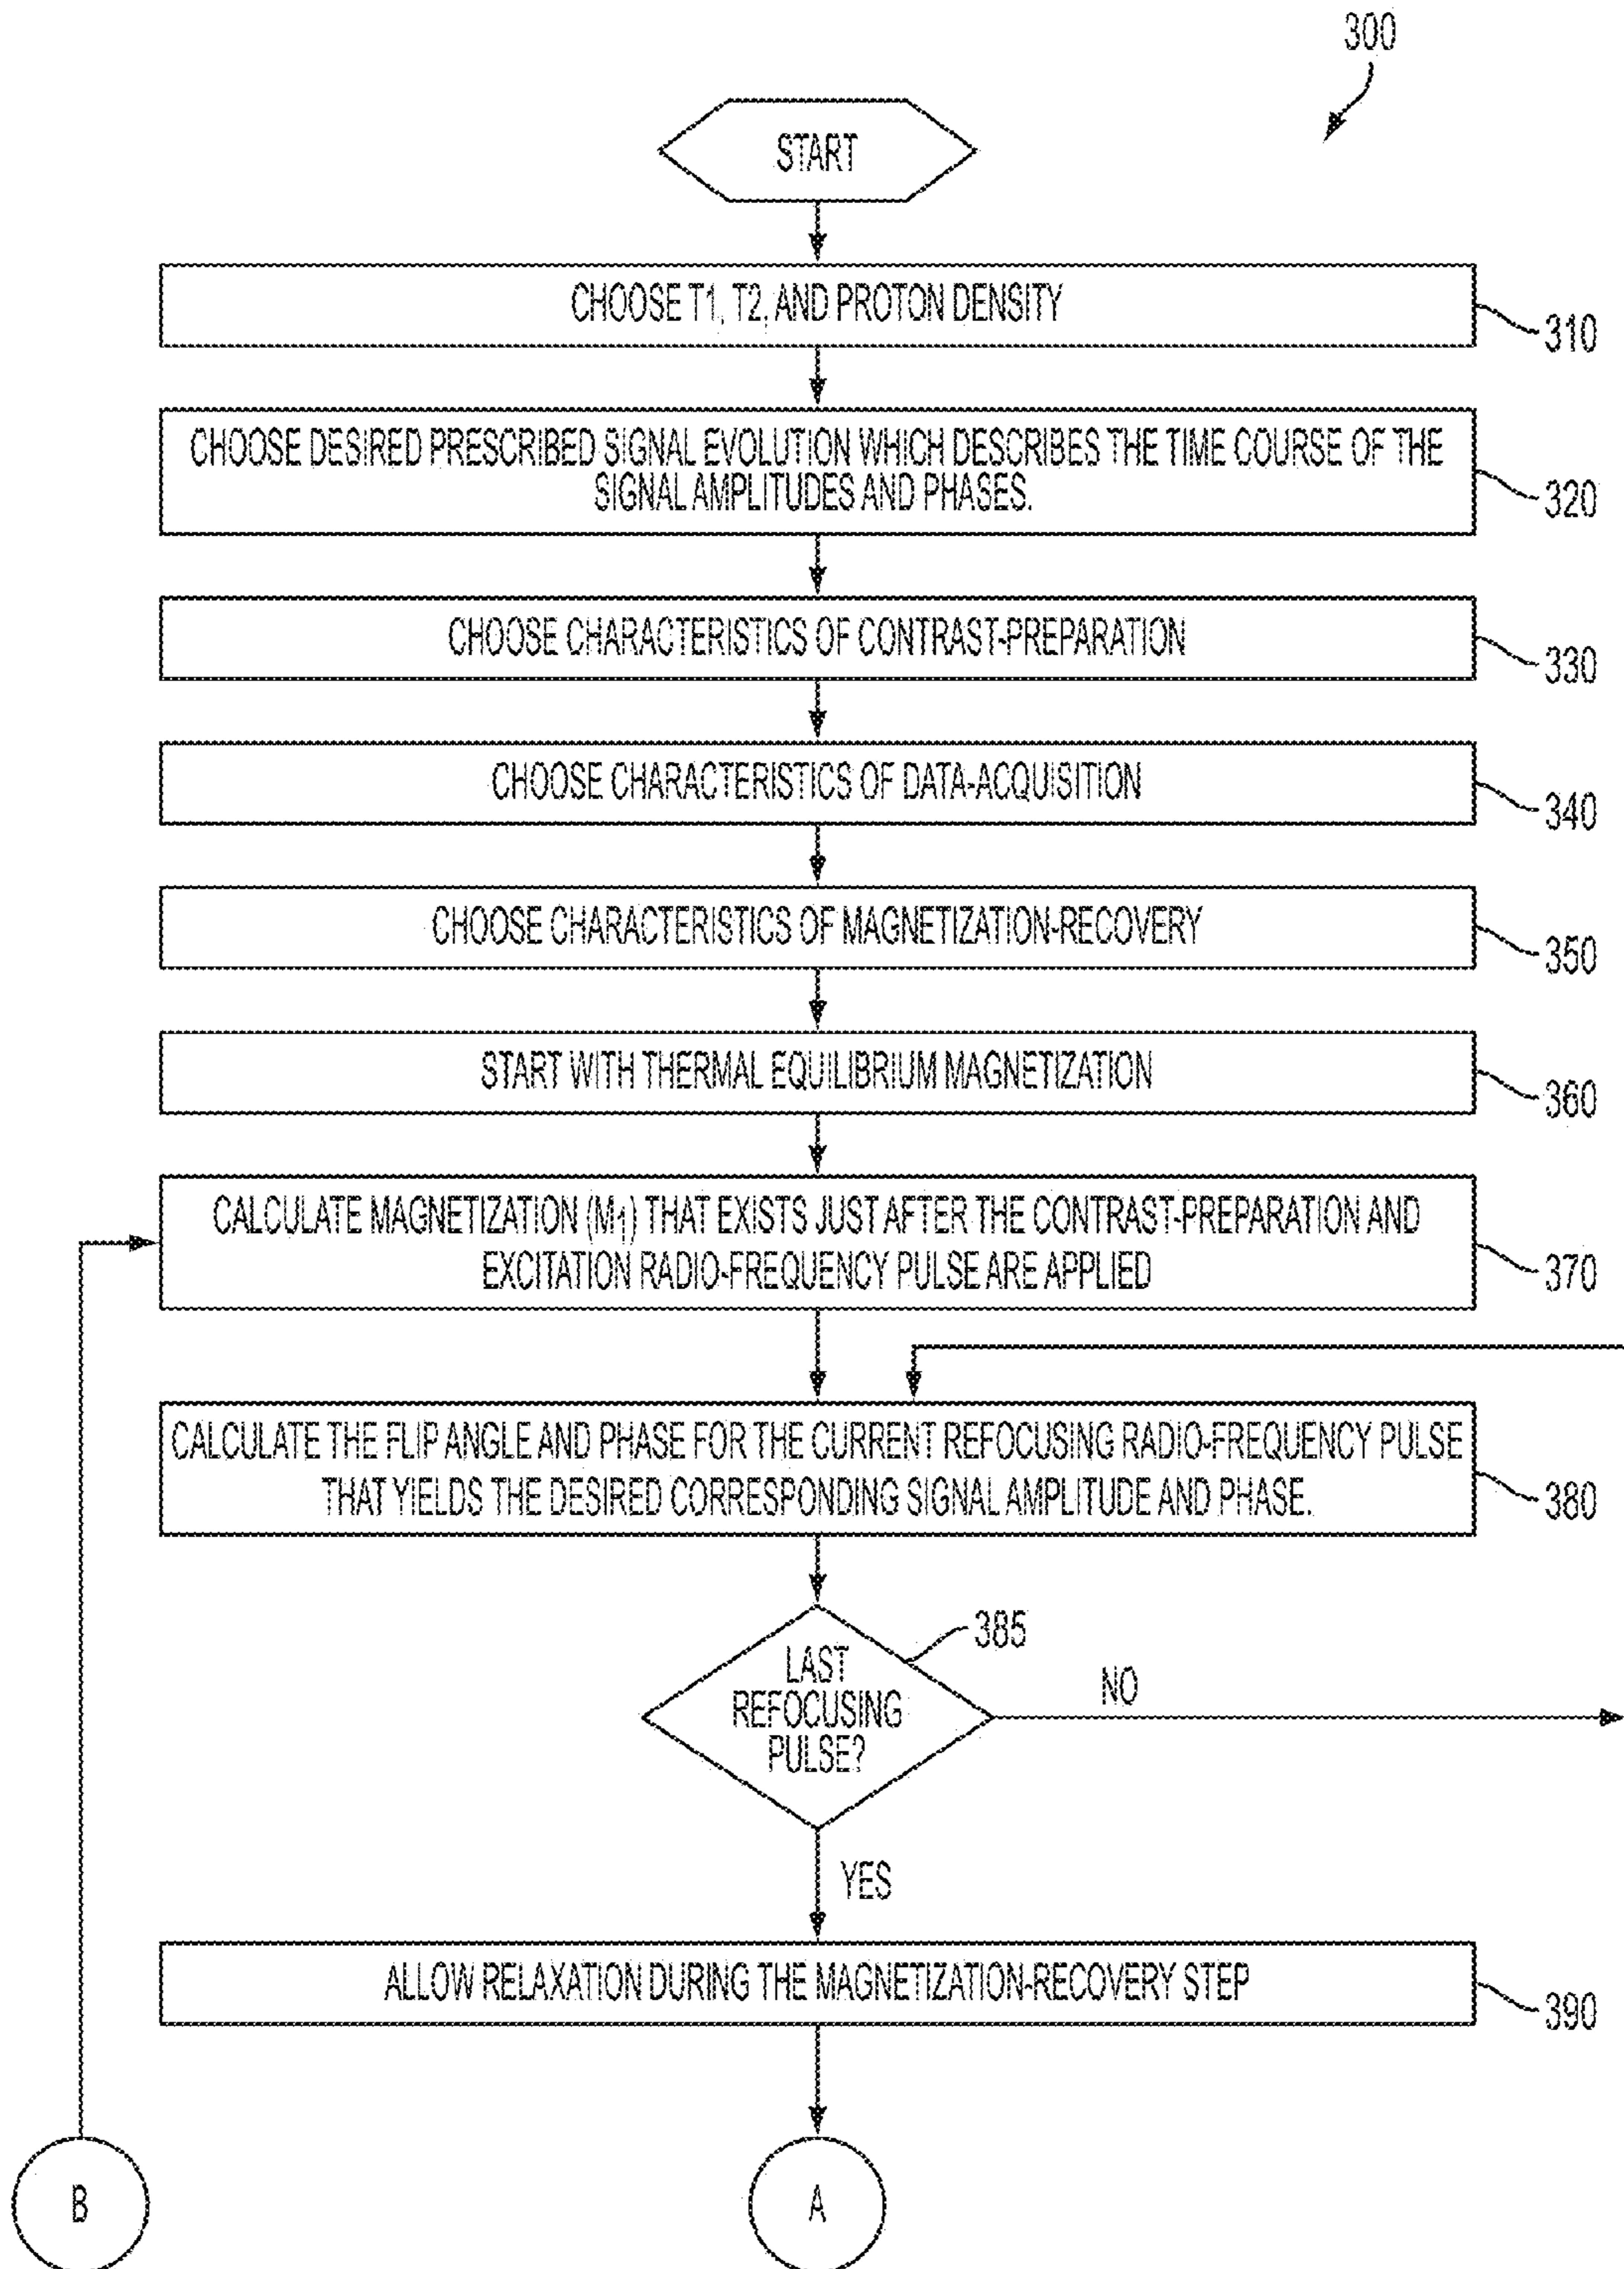 300
START
CHOOSE T1, T2, AND PROTON DENSITY
310
CHOOSE DESIRED PRESCRIBED SIGNAL EVOLUTION WHICH DESCRIBES THE TIME COURSE OF THE
SIGNAL AMPLITUDES AND PHASES.
320
CHOOSE CHARACTERISTICS OF CONTRAST-PREPARATION
330
CHOOSE CHARACTERISTICS OF DATA-ACQUISITION
340
CHOOSE CHARACTERISTICS OF MAGNETIZATION-RECOVERY
350
START WITH THERMAL EQUILIBRIUM MAGNETIZATION
360
CALCULATE MAGNETIZATION (M1) THAT EXISTS JUST AFTER THE CONTRAST-PREPARATION AND
EXCITATION RADIO-FREQUENCY PULSE ARE APPLIED
370
CALCULATE THE FLIP ANGLE AND PHASE FOR THE CURRENT REFOCUSING RADIO-FREQUENCY PULSE
THAT YIELDS THE DESIRED CORRESPONDING SIGNAL AMPLITUDE AND PHASE.
380
385
LAST
REFOCUSING
PULSE?
NO
YES
ALLOW RELAXATION DURING THE MAGNETIZATION-RECOVERY STEP
390
B
A